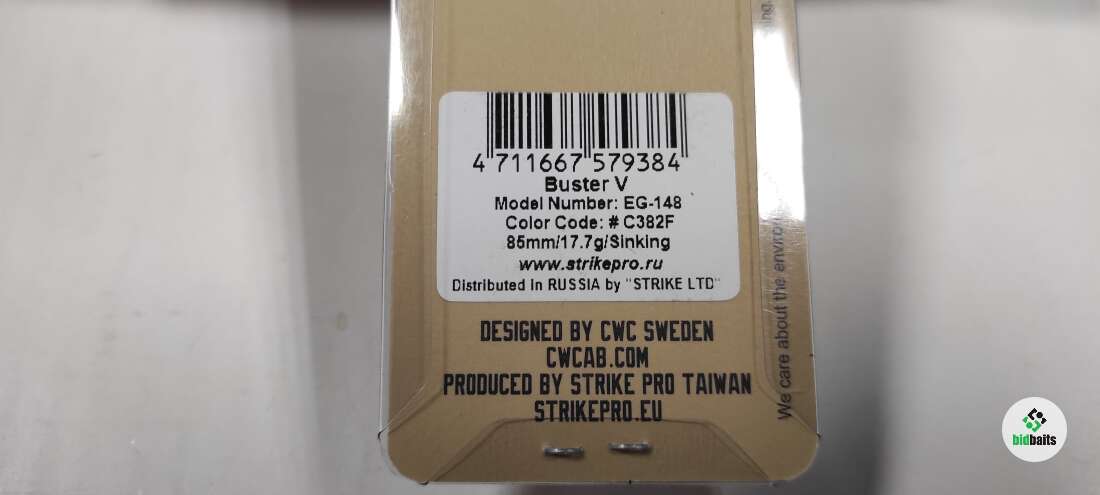 4 711667 579384
Buster V
Model Number: EG-148
Color Code: # C382F
85mm/17.7g/Sinking
www.strikepro.ru
Distributed in RUSSIA by "STRIKE LTD"
DESIGNED BY CWC SWEDEN
CWCAB.COM
PRODUCED BY STRIKE PRO TAIWAN
STRIKEPRO.EU
We care about the
bidbaits